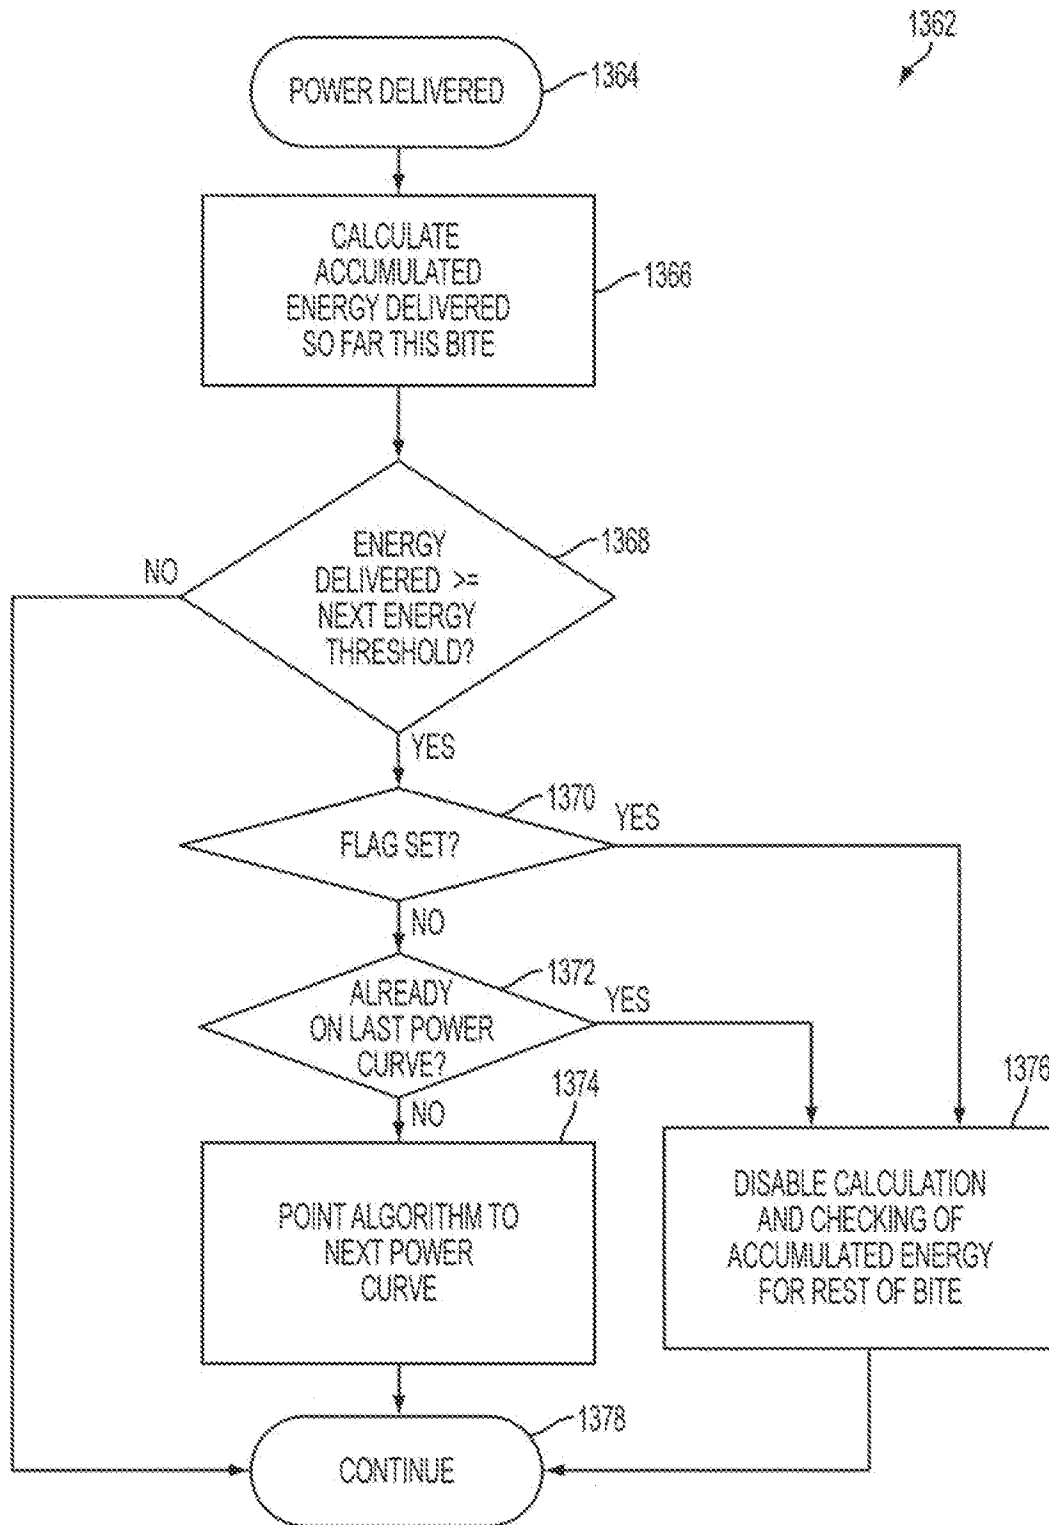 1362
POWER DELIVERED
1364
CALCULATE
ACCUMULATED
ENERGY DELIVERED
SO FAR THIS BITE
1366
ENERGY
DELIVERED >=
NEXT ENERGY
THRESHOLD?
1368
NO
YES
FLAG SET?
1370
YES
NO
ALREADY
ON LAST POWER
CURVE?
1372
YES
NO
1374
POINT ALGORITHM TO
NEXT POWER
CURVE
1376
DISABLE CALCULATION
AND CHECKING OF
ACCUMULATED ENERGY
FOR REST OF BITE
CONTINUE
1378